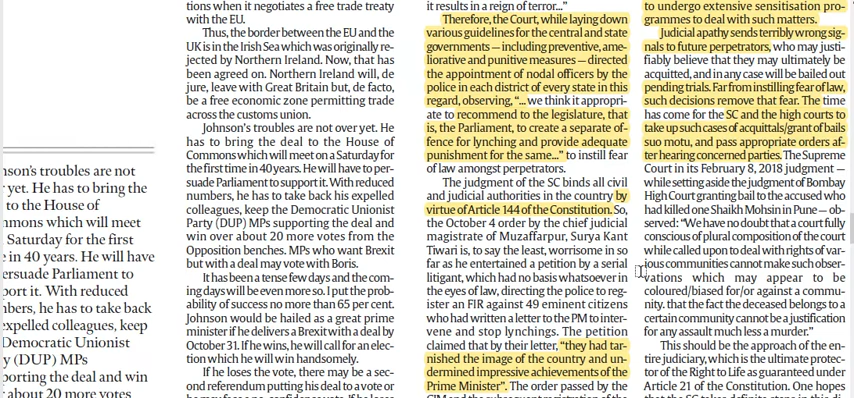 nson's troubles are not
yet. He has to bring the
to the House of
mmons which will meet
Saturday for the first
e in 40 years. He will have
ersuade Parliament to
port it. With reduced
nbers, he has to take back
expelled colleagues, keep
Democratic Unionist
y (DUP) MPs
porting the deal and win
about 20 more votes
tions when it negotiates a free trade treaty
with the EU.
Thus, the border between the EU and the
UK is in the Irish Sea which was originally re-
jected by Northern Ireland. Now, that has
been agreed on. Northern Ireland will, de
jure, leave with Great Britain but, de facto,
be a free economic zone permitting trade
across the customs union.
Johnson's troubles are not over yet. He
has to bring the deal to the House of
Commons which will meet on a Saturday for
the first time in 40 years. He will have to per-
suade Parliament to support it. With reduced
numbers, he has to take back his expelled
colleagues, keep the Democratic Unionist
Party (DUP) MPs supporting the deal and
win over about 20 more votes from the
Opposition benches. MPs who want Brexit
but with a deal may vote with Boris.
It has been a tense few days and the com-
ing days will be even more so. I put the prob-
ability of success no more than 65 per cent.
Johnson would be hailed as a great prime
minister if he delivers a Brexit with a deal by
October 31. If he wins, he will call for an elec-
tion which he will win handsomely.
If he loses the vote, there may be a sec-
ond referendum putting his deal to a vote or
it results in a reign of terror..."
Therefore, the Court, while laying down
various guidelines for the central and state
governments — including preventive, ame-
liorative and punitive measures — directed
the appointment of nodal officers by the
police in each district of every state in this
regard, observing, "... we think it appropri-
ate to recommend to the legislature, that
is, the Parliament, to create a separate of-
fence for lynching and provide adequate
punishment for the same..." to instill fear
of law amongst perpetrators.
The judgment of the SC binds all civil
and judicial authorities in the country by
virtue of Article 144 of the Constitution. So,
the October 4 order by the chief judicial
magistrate of Muzaffarpur, Surya Kant
Tiwari is, to say the least, worrisome in so
far as he entertained a petition by a serial
litigant, which had no basis whatsoever in
the eyes of law, directing the police to reg-
ister an FIR against 49 eminent citizens
who had written a letter to the PM to inter-
vene and stop lynchings. The petition
claimed that by their letter, "they had tar-
nished the image of the country and un-
dermined impressive achievements of the
Prime Minister". The order passed by the
to undergo extensive sensitisation pro-
grammes to deal with such matters.
Judicial apathy sends terribly wrong sig-
nals to future perpetrators, who may justi-
fiably believe that they may ultimately be
acquitted, and in any case will be bailed out
pending trials. Far from instilling fear of law,
such decisions remove that fear. The time
has come for the SC and the high courts to
take up such cases of acquittals/grant of bails
suo motu, and pass appropriate orders af-
ter hearing concerned parties. The Supreme
Court in its February 8, 2018 judgment —
while setting aside the judgment of Bombay
High Court granting bail to the accused who
had killed one Shaikh Mohsin in Pune — ob-
served: "We have no doubt that a court fully
conscious of plural composition of the country
while called upon to deal with rights of var-
ious communities cannot make such obser-
vations which may appear to be
coloured/biased for/or against a commu-
nity. that the fact the deceased belongs to a
certain community cannot be a justification
for any assault much less a murder."
This should be the approach of the en-
tire judiciary, which is the ultimate protec-
tor of the Right to Life as guaranteed under
Article 21 of the Constitution. One hopes